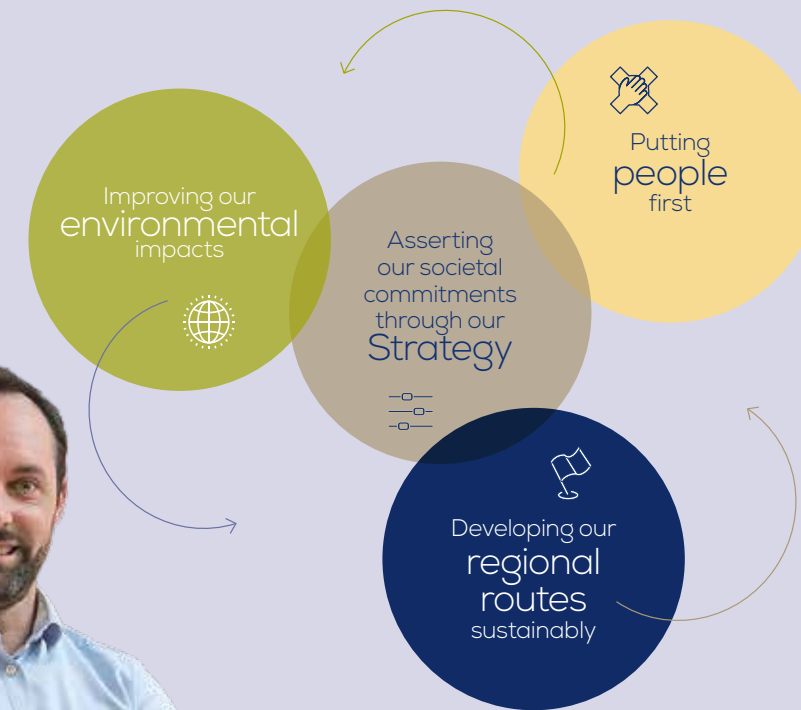 Putting
people
first
Improving our
environmental
impacts
Asserting
our societal
commitments
through our
Strategy
Developing our
regional
routes
sustainably